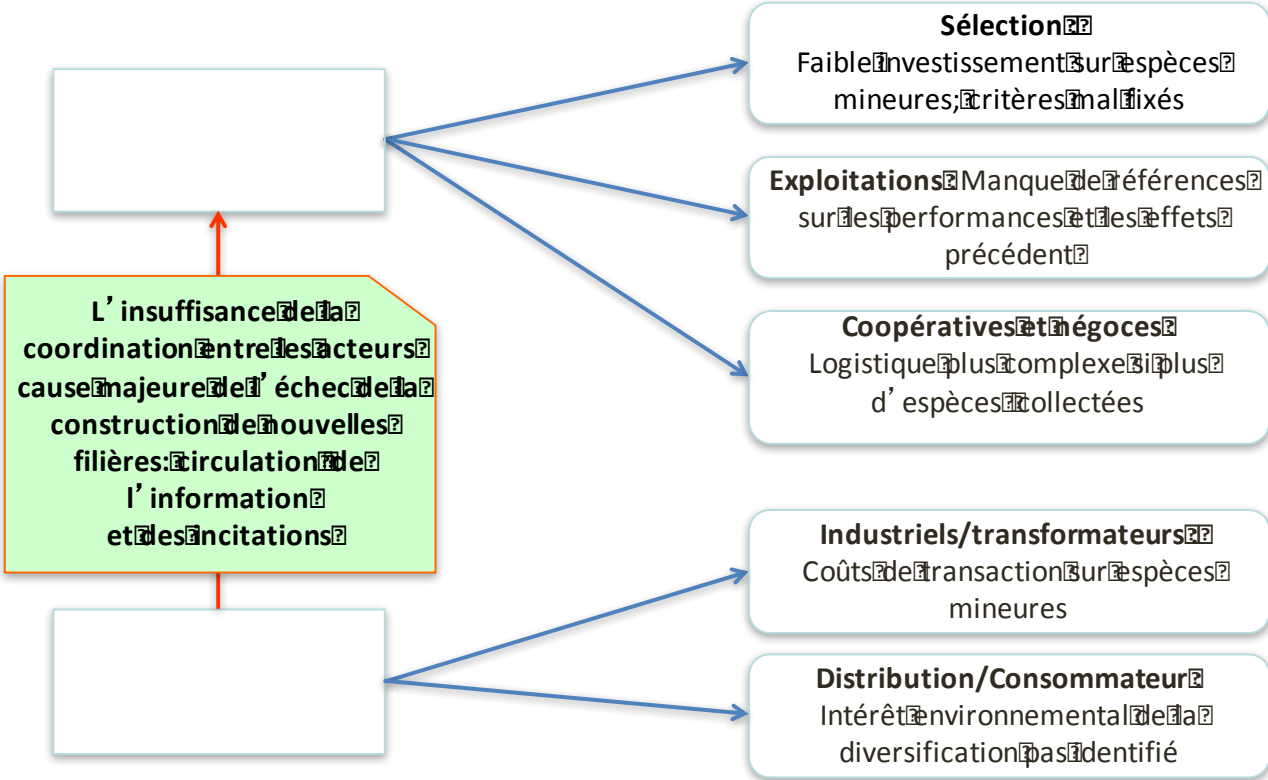 Sélection
Faible investissement sur espèces
mineures; critères mal fixés
Exploitations Manque de références
sur les performances et les effets
précédent
L’insuffisance de la
coordination entre les acteurs
cause majeure de l’échec de la
construction de nouvelles
filières: circulation de
l’information
et des incitations
Coopératives et négoces
Logistique plus complexe si plus
d’espèces collectées
Industriels/transformateurs
Coûts de transaction sur espèces
mineures
Distribution/Consommateur
Intérêt environnemental de la
diversification pas identifié